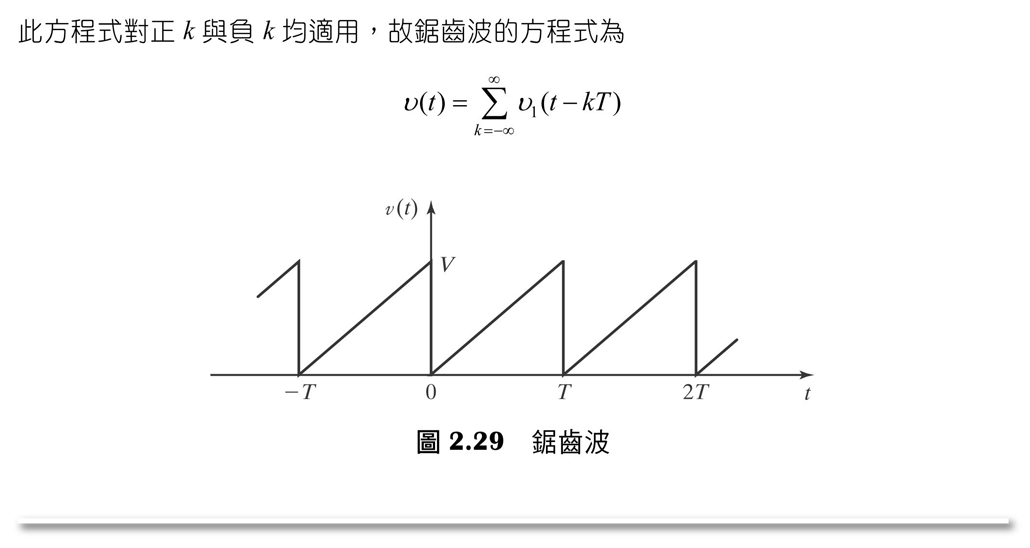 此方程式對正 k 與負 k 均適用，故鋸齒波的方程式為
∞
υ(t) = ∑ υ₁(t − kT)
k=−∞
v(t)
V
−T 0 T 2T t
圖 2.29 鋸齒波